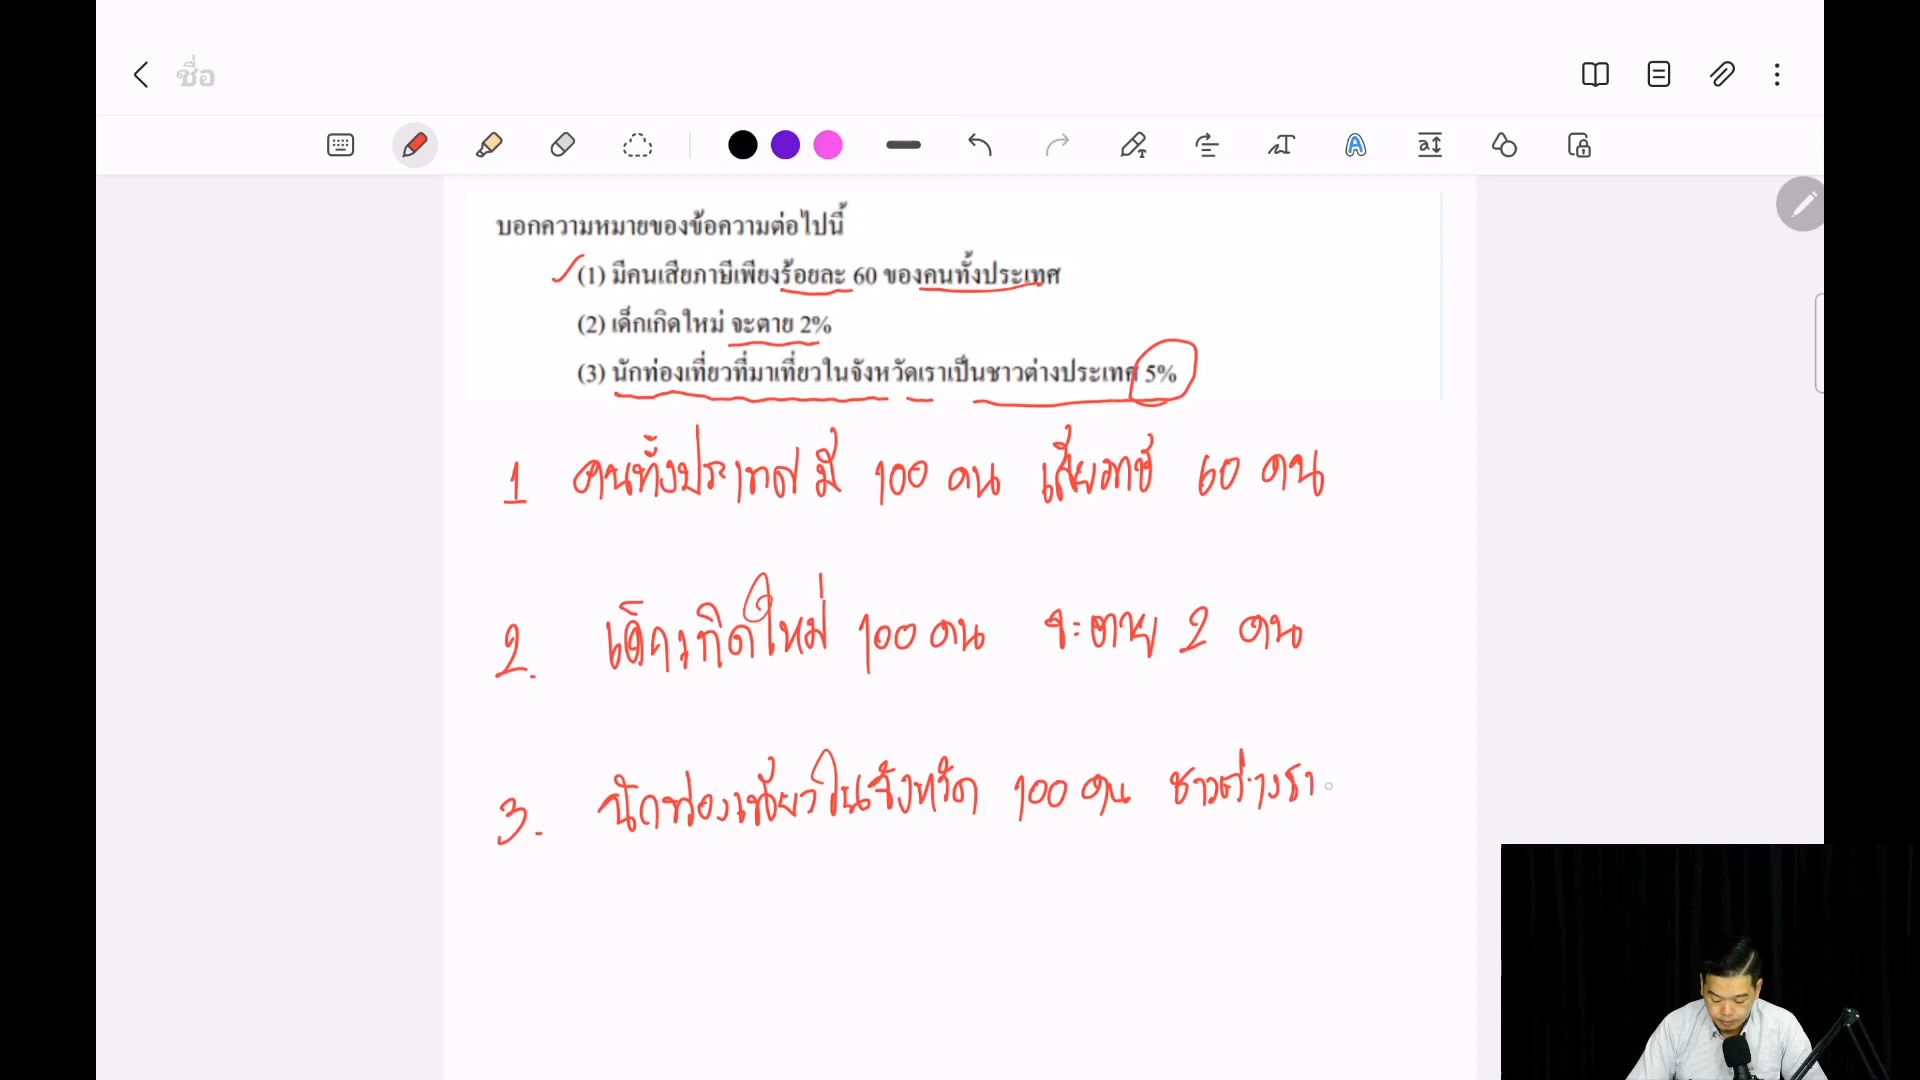 ชื่อ
บอกความหมายของข้อความต่อไปนี้
(1) มีคนเสียภาษีเพียงร้อยละ 60 ของคนทั้งประเทศ
(2) เด็กเกิดใหม่ จะตาย 2%
(3) นักท่องเที่ยวที่มาเที่ยวในจังหวัดเราเป็นชาวต่างประเทศ 5%
1 คนทั้งประเทศ มี 100 คน เสียภาษี 60 คน
2. เด็กเกิดใหม่ 100 คน จะตาย 2 คน
3. นักท่องเที่ยวในจังหวัด 100 คน ชาวต่าง